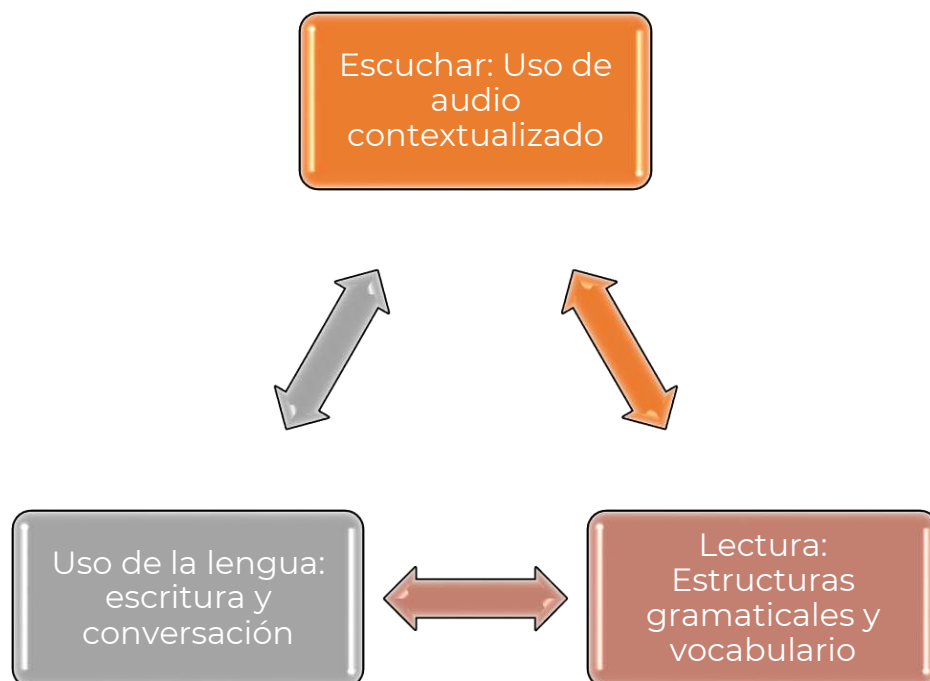 Escuchar: Uso de
audio
contextualizado
Uso de la lengua:
escritura y
conversación
Lectura:
Estructuras
gramaticales y
vocabulario